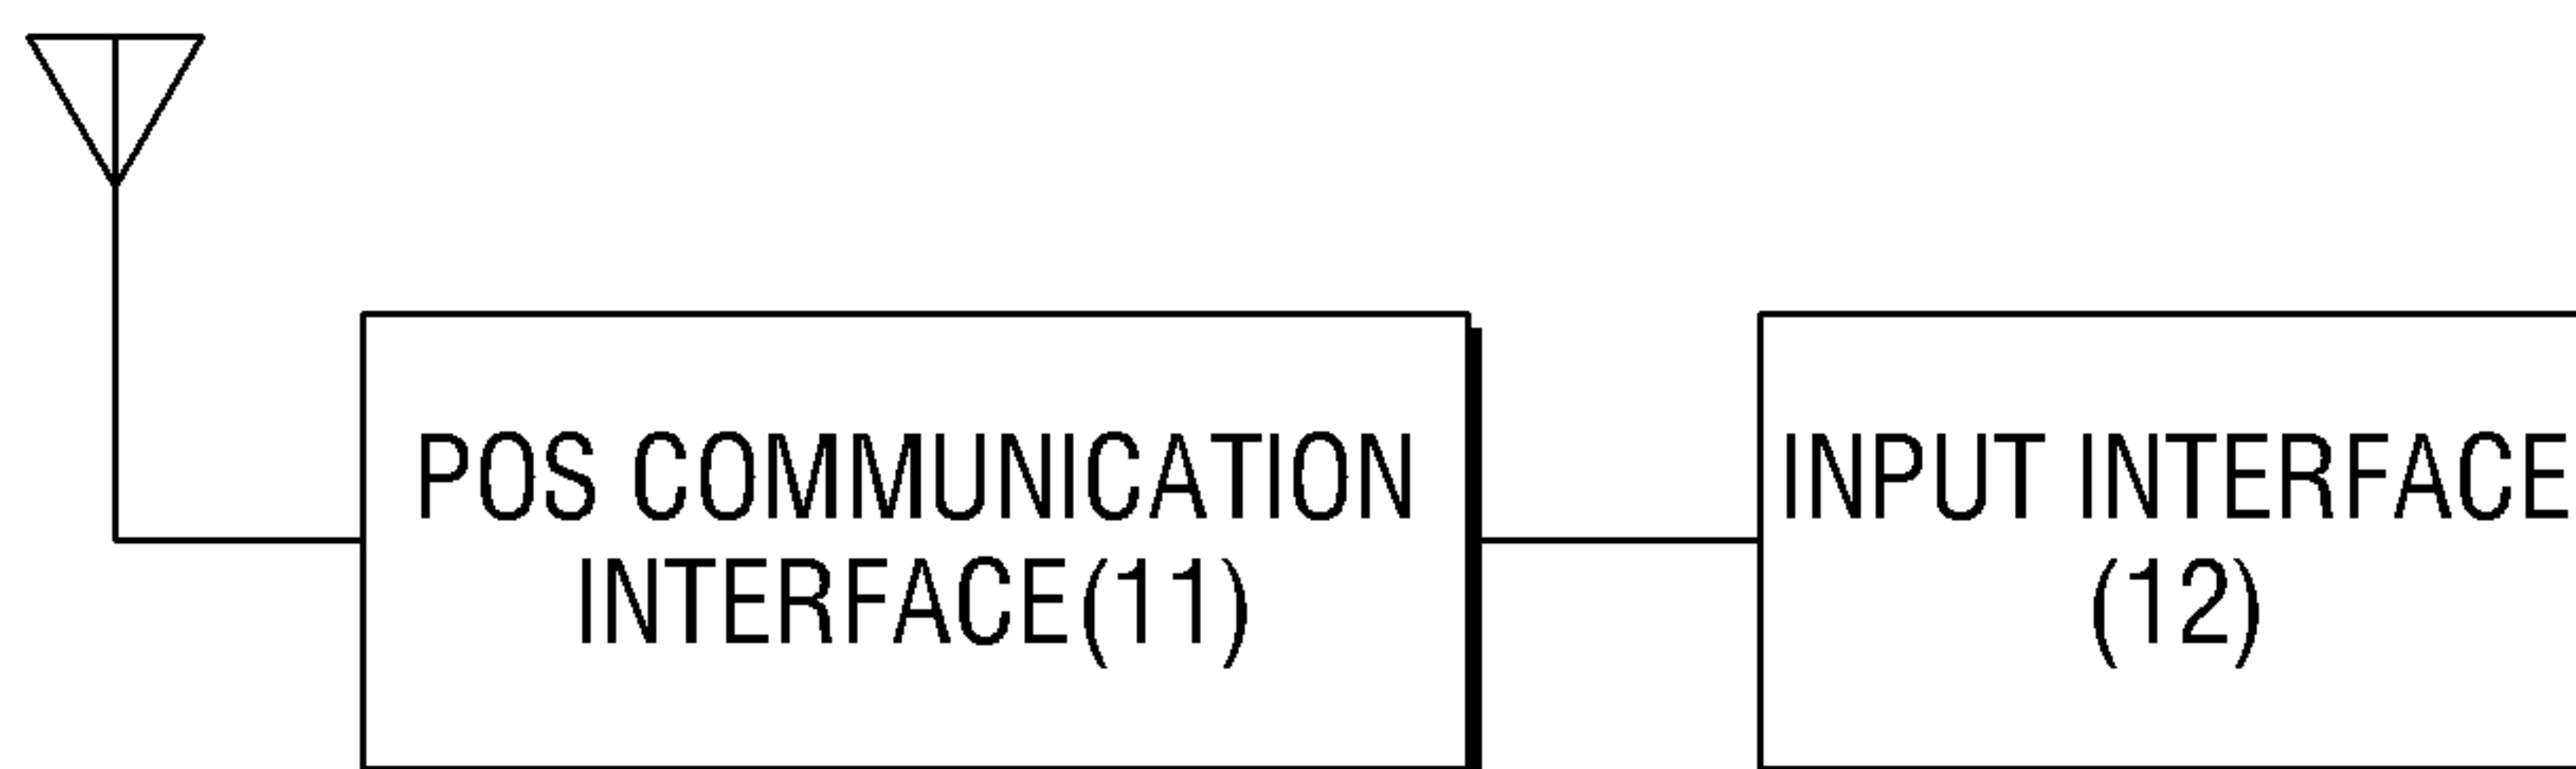 POS COMMUNICATION
INTERFACE(11)
INPUT INTERFACE
(12)